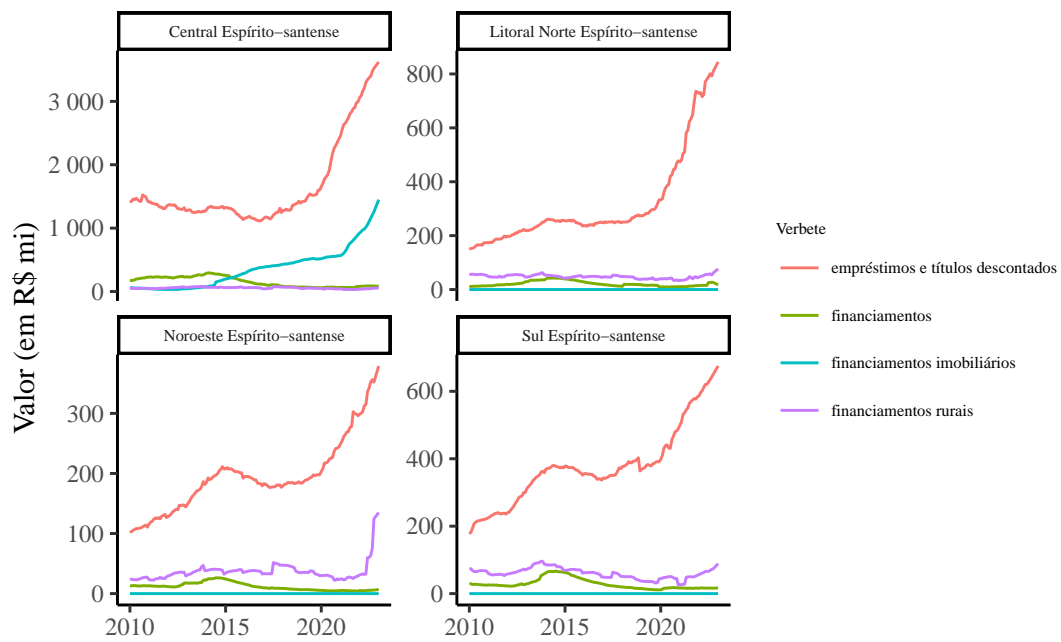 Central Espírito−santense
Litoral Norte Espírito−santense
3 000
2 000
1 000
0
800
600
400
200
0
Noroeste Espírito−santense
Sul Espírito−santense
300
200
100
0
600
400
200
0
2010
2015
2020
2010
2015
2020
Valor (em R$ mi)
Verbete
empréstimos e títulos descontados
financiamentos
financiamentos imobiliários
financiamentos rurais